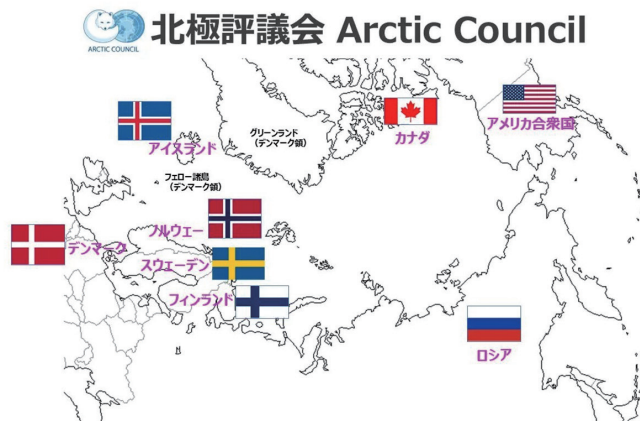 北極評議会 Arctic Council
ARCTIC COUNCIL
カナダ
アメリカ合衆国
グリーンランド
(デンマーク領)
アイスランド
フェロー諸島
(デンマーク領)
ノルウェー
デンマーク
スウェーデン
フィンランド
ロシア